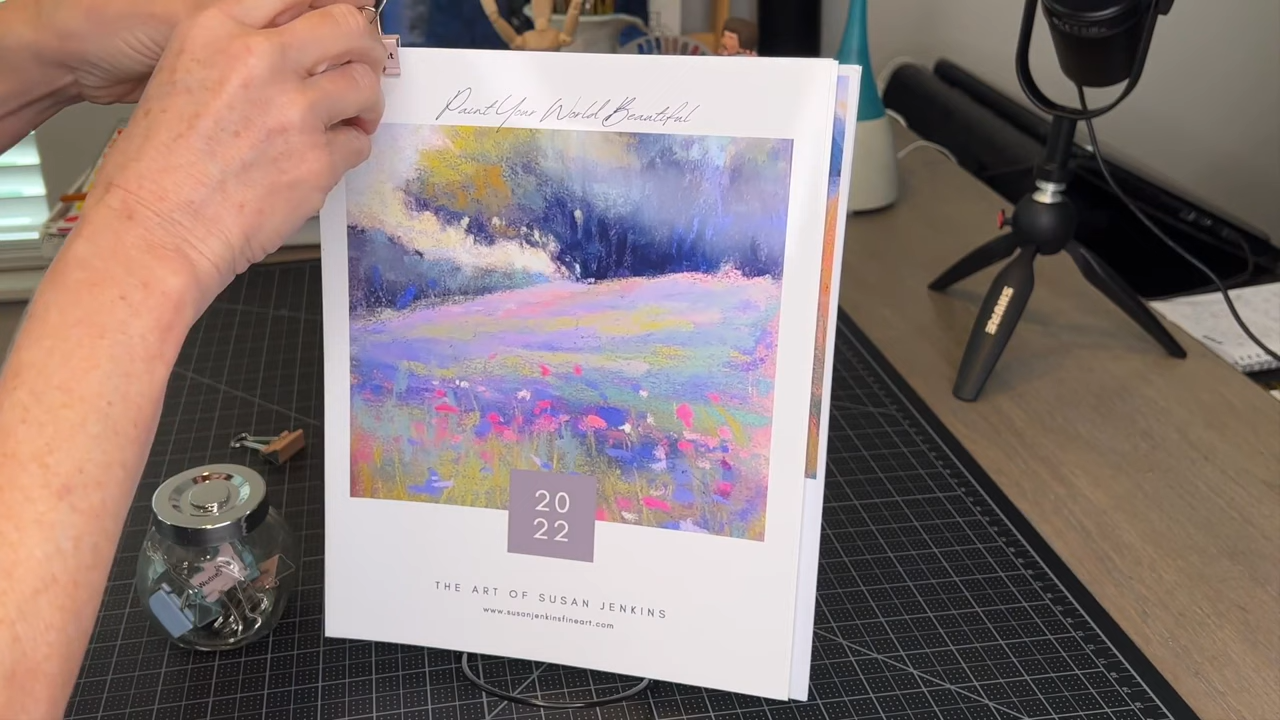 Paint Your World Beautiful
20
22
THE ART OF SUSAN JENKINS
www.susanjenkinsfineart.com
SHURE